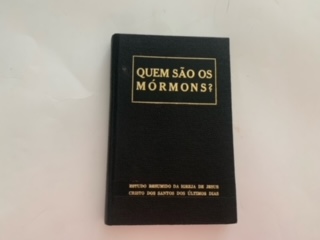 QUEM SÃO OS
MÓRMONS?
ESTUDO RESUMIDO DA IGREJA DE JESUS
CRISTO DOS SANTOS DOS ÚLTIMOS DIAS